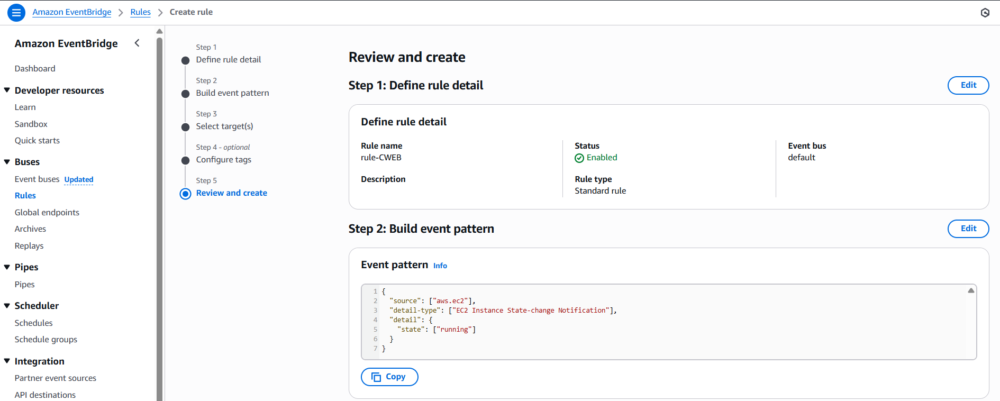 Amazon EventBridge > Rules > Create rule
Amazon EventBridge
Dashboard
Developer resources
Learn
Sandbox
Quick starts
Buses
Event buses Updated
Rules
Global endpoints
Archives
Replays
Pipes
Pipes
Scheduler
Schedules
Schedule groups
Integration
Partner event sources
API destinations
Step 1
Define rule detail
Step 2
Build event pattern
Step 3
Select target(s)
Step 4 - optional
Configure tags
Step 5
Review and create
Review and create
Step 1: Define rule detail
Edit
Define rule detail
Rule name
rule-CWEB
Description
Status
Enabled
Rule type
Standard rule
Event bus
default
Step 2: Build event pattern
Edit
Event pattern Info
1 {
2   "source": ["aws.ec2"],
3   "detail-type": ["EC2 Instance State-change Notification"],
4   "detail": {
5     "state": ["running"]
6   }
7 }
Copy